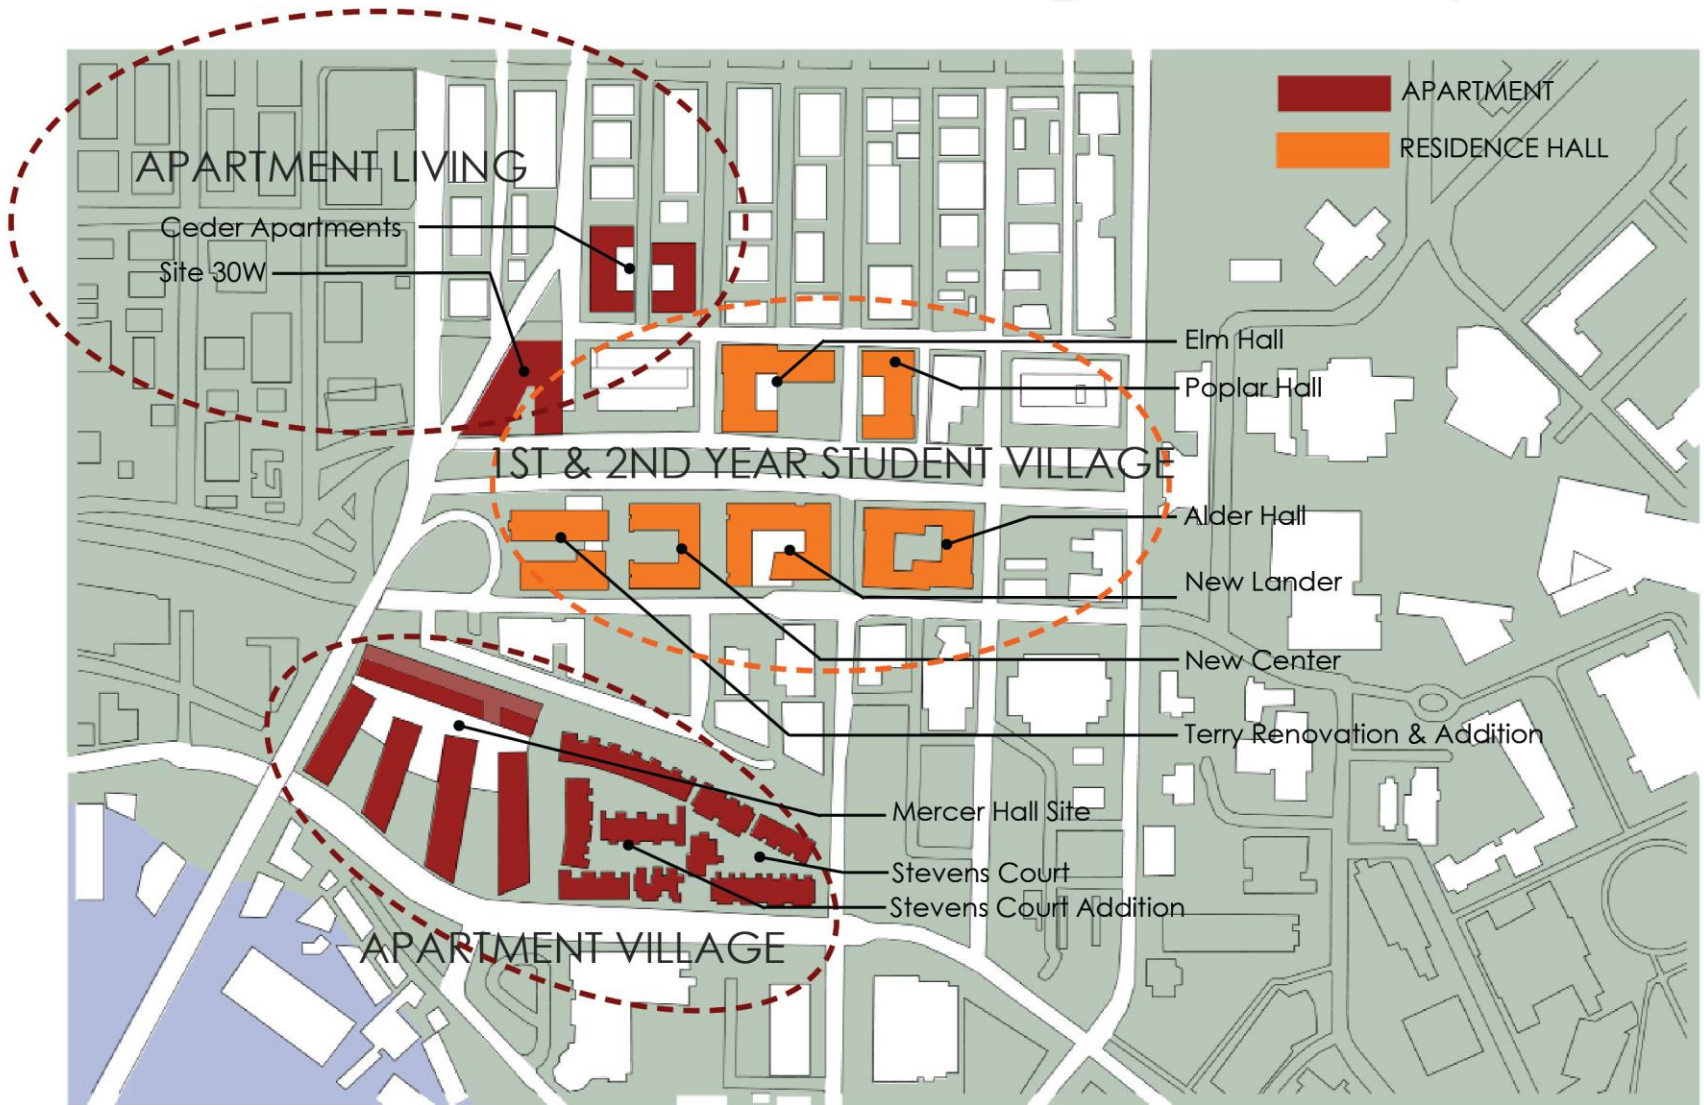 APARTMENT
RESIDENCE HALL
APARTMENT LIVING
Ceder Apartments
Site 30W
Elm Hall
Poplar Hall
1ST & 2ND YEAR STUDENT VILLAGE
Alder Hall
New Lander
New Center
Terry Renovation & Addition
Mercer Hall Site
Stevens Court
Stevens Court Addition
APARTMENT VILLAGE